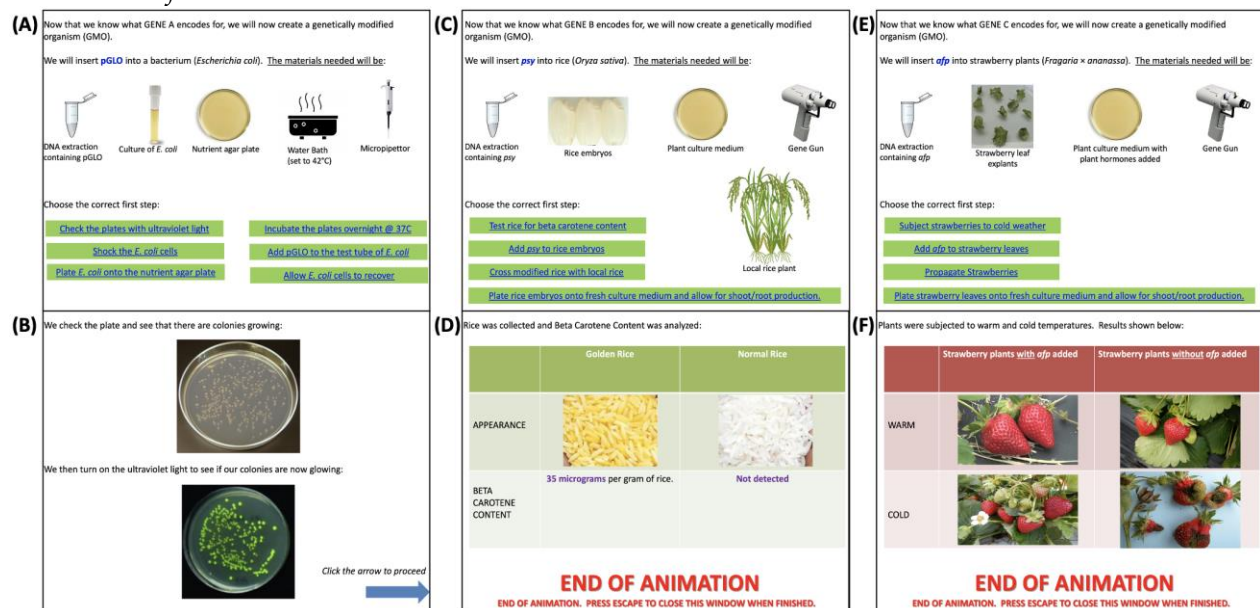 (A)
Now that we know what GENE A encodes for, we will now create a genetically modified
organism (GMO).
We will insert pGLO into a bacterium (Escherichia coli). The materials needed will be:
DNA extraction
containing pGLO
Culture of E. coli
Nutrient agar plate
Water Bath
(set to 42°C)
Micropipettor
Choose the correct first step:
Check the plates with ultraviolet light
Incubate the plates overnight @ 37C
Shock the E. coli cells
Add pGLO to the test tube of E. coli
Plate E. coli onto the nutrient agar plate
Allow E. coli cells to recover
(B)
We check the plate and see that there are colonies growing:
We then turn on the ultraviolet light to see if our colonies are now glowing:
Click the arrow to proceed
(C)
Now that we know what GENE B encodes for, we will now create a genetically modified
organism (GMO).
We will insert psy into rice (Oryza sativa). The materials needed will be:
DNA extraction
containing psy
Rice embryos
Plant culture medium
Gene Gun
Choose the correct first step:
Test rice for beta carotene content
Add psy to rice embryos
Cross modified rice with local rice
Local rice plant
Plate rice embryos onto fresh culture medium and allow for shoot/root production.
(D)
Rice was collected and Beta Carotene Content was analyzed:
Golden Rice
Normal Rice
APPEARANCE
BETA
CAROTENE
CONTENT
35 micrograms per gram of rice.
Not detected
END OF ANIMATION
END OF ANIMATION. PRESS ESCAPE TO CLOSE THIS WINDOW WHEN FINISHED.
(E)
Now that we know what GENE C encodes for, we will now create a genetically modified
organism (GMO).
We will insert afp into strawberry plants (Fragaria × ananassa). The materials needed will be:
DNA extraction
containing afp
Strawberry leaf
explants
Plant culture medium with
plant hormones added
Gene Gun
Choose the correct first step:
Subject strawberries to cold weather
Add afp to strawberry leaves
Propagate Strawberries
Plate strawberry leaves onto fresh culture medium and allow for shoot/root production.
(F)
Plants were subjected to warm and cold temperatures. Results shown below:
Strawberry plants with afp added
Strawberry plants without afp added
WARM
COLD
END OF ANIMATION
END OF ANIMATION. PRESS ESCAPE TO CLOSE THIS WINDOW WHEN FINISHED.